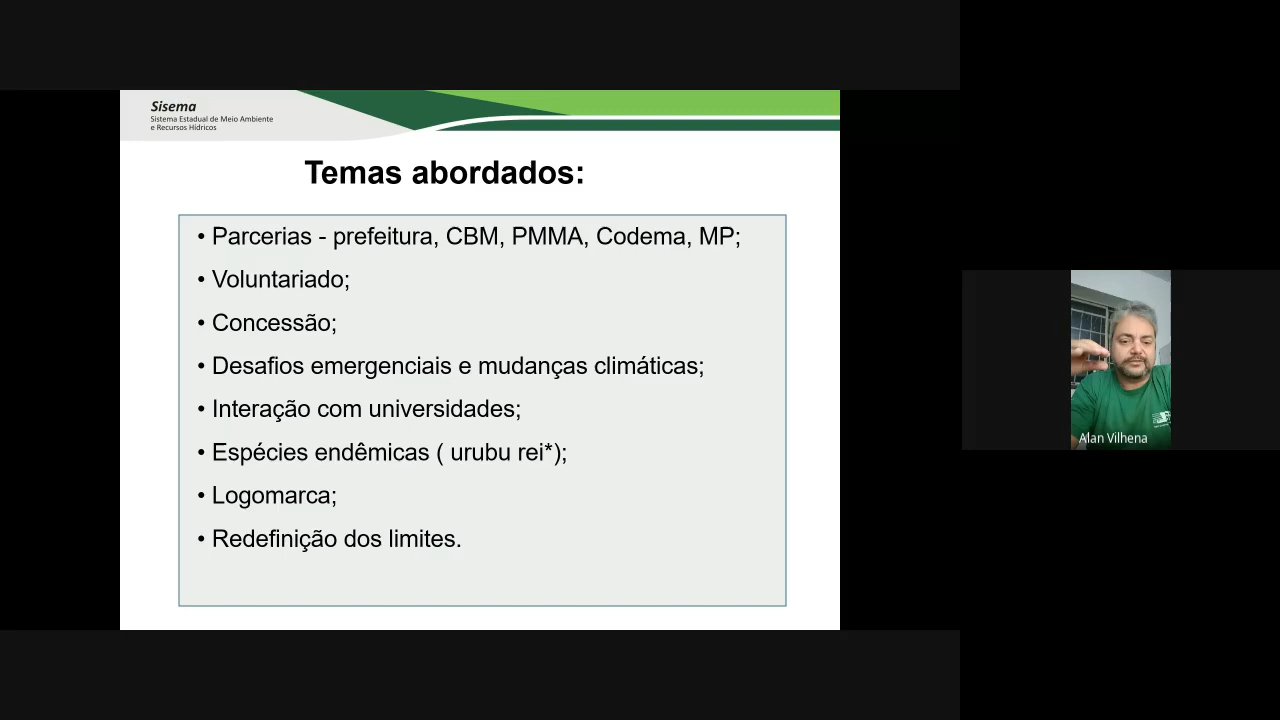 Sisema
Sistema Estadual de Meio Ambiente
e Recursos Hídricos
Temas abordados:
• Parcerias - prefeitura, CBM, PMMA, Codema, MP;
• Voluntariado;
• Concessão;
• Desafios emergenciais e mudanças climáticas;
• Interação com universidades;
• Espécies endêmicas ( urubu rei*);
• Logomarca;
• Redefinição dos limites.
Alan Vilhena